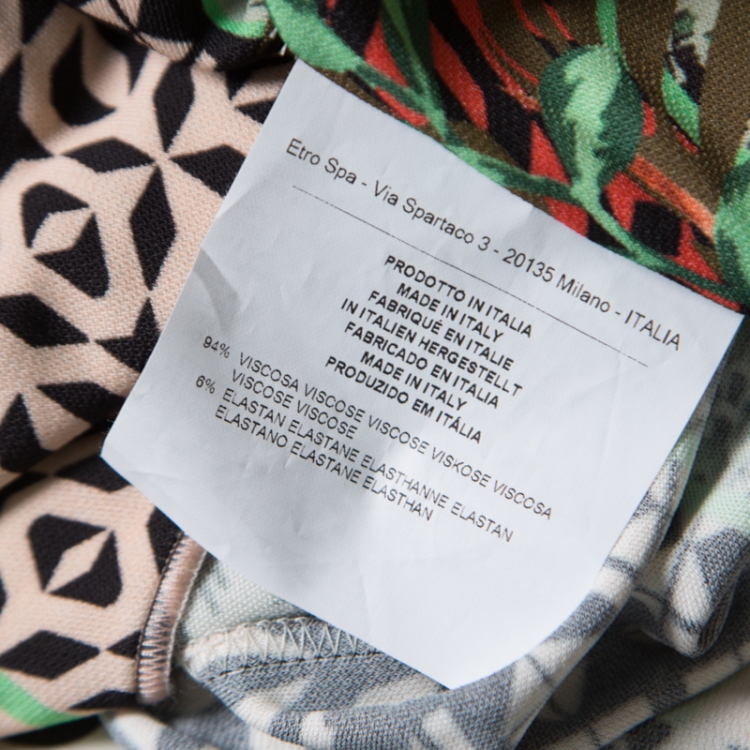 Etro Spa - Via Spartaco 3 - 20135 Milano - ITALIA
PRODOTTO IN ITALIA
MADE IN ITALY
FABRIQUÉ EN ITALIE
IN ITALIEN HERGESTELLT
FABRICADO EN ITALIA
MADE IN ITALY
PRODUZIDO EM ITÁLIA
94% VISCOSA VISCOSE VISCOSE VISKOSE VISCOSA
VISCOSE VISCOSE
6% ELASTAN ELASTANE ELASTHANNE ELASTAN
ELASTANO ELASTANE ELASTHAN